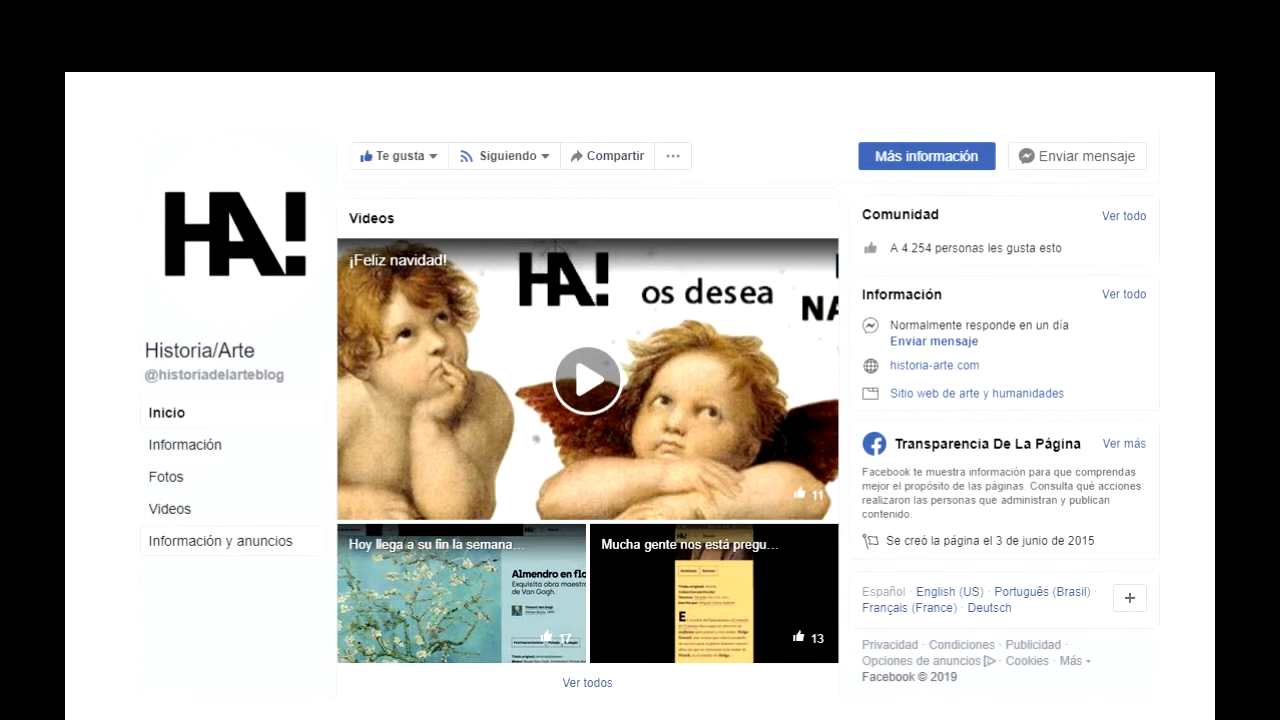 Te gusta
Siguiendo
Compartir
Más información
Enviar mensaje
HA!
Historia/Arte
@historiadelarteblog
Inicio
Información
Fotos
Videos
Información y anuncios
Videos
¡Feliz navidad!
HA! os desea
NA
11
Hoy llega a su fin la semana...
Almendro en flo
Exquisita obra maestr
de Van Gogh.
17
Mucha gente nos está pregu...
13
Ver todos
Comunidad Ver todo
A 4 254 personas les gusta esto
Información Ver todo
Normalmente responde en un día
Enviar mensaje
historia-arte.com
Sitio web de arte y humanidades
Transparencia De La Página Ver más
Facebook te muestra información para que comprendas
mejor el propósito de las páginas. Consulta qué acciones
realizaron las personas que administran y publican
contenido.
Se creó la página el 3 de junio de 2015
Español · English (US) · Português (Brasil) ·
Français (France) · Deutsch
Privacidad · Condiciones · Publicidad ·
Opciones de anuncios · Cookies · Más
Facebook © 2019